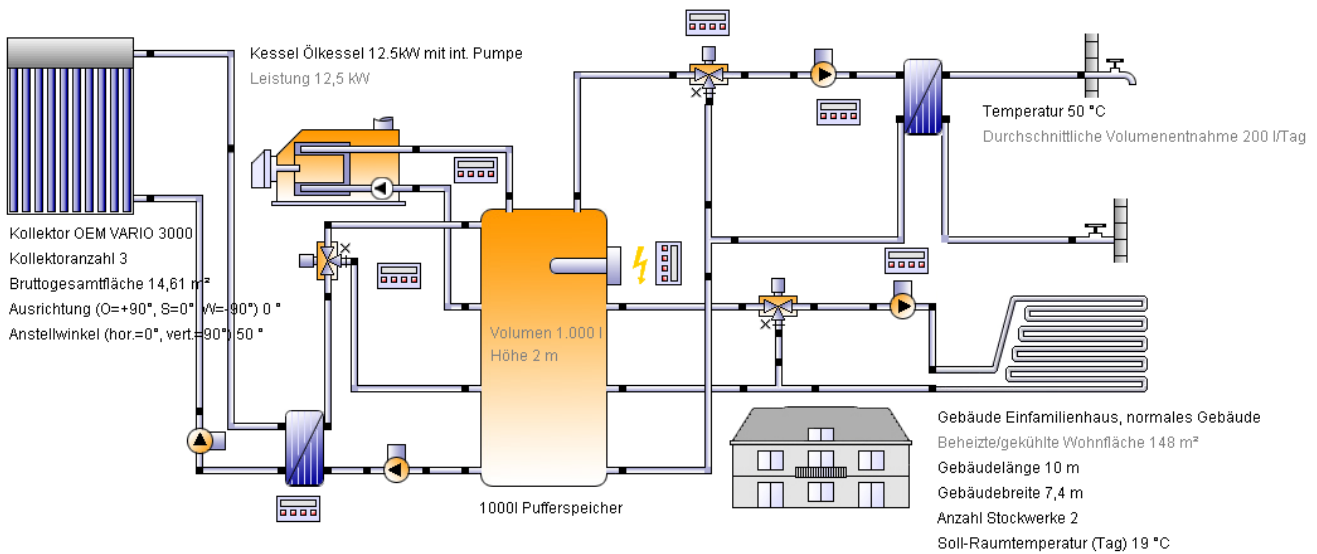 Kessel Ölkessel 12.5kW mit int. Pumpe
Leistung 12,5 kW
Temperatur 50 °C
Durchschnittliche Volumenentnahme 200 l/Tag
Kollektor OEM VARIO 3000
Kollektoranzahl 3
Bruttogesamtfläche 14,61 m²
Ausrichtung (O=+90°, S=0°, W=-90°) 0 °
Anstellwinkel (hor.=0°, vert.=90°) 50 °
Volumen 1.000 l
Höhe 2 m
1000l Pufferspeicher
Gebäude Einfamilienhaus, normales Gebäude
Beheizte/gekühlte Wohnfläche 148 m²
Gebäudelänge 10 m
Gebäudebreite 7,4 m
Anzahl Stockwerke 2
Soll-Raumtemperatur (Tag) 19 °C